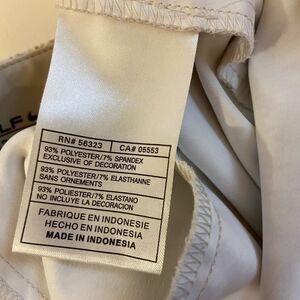 RN# 56323 CA# 05553
93% POLYESTER/7% SPANDEX
EXCLUSIVE OF DECORATION
93% POLYESTER/7% ELASTHANNE
SANS ORNEMENTS
93% POLIESTER/7% ELASTANO
NO INCLUYE LA DECORACION
FABRIQUE EN INDONESIE
HECHO EN INDONESIA
MADE IN INDONESIA